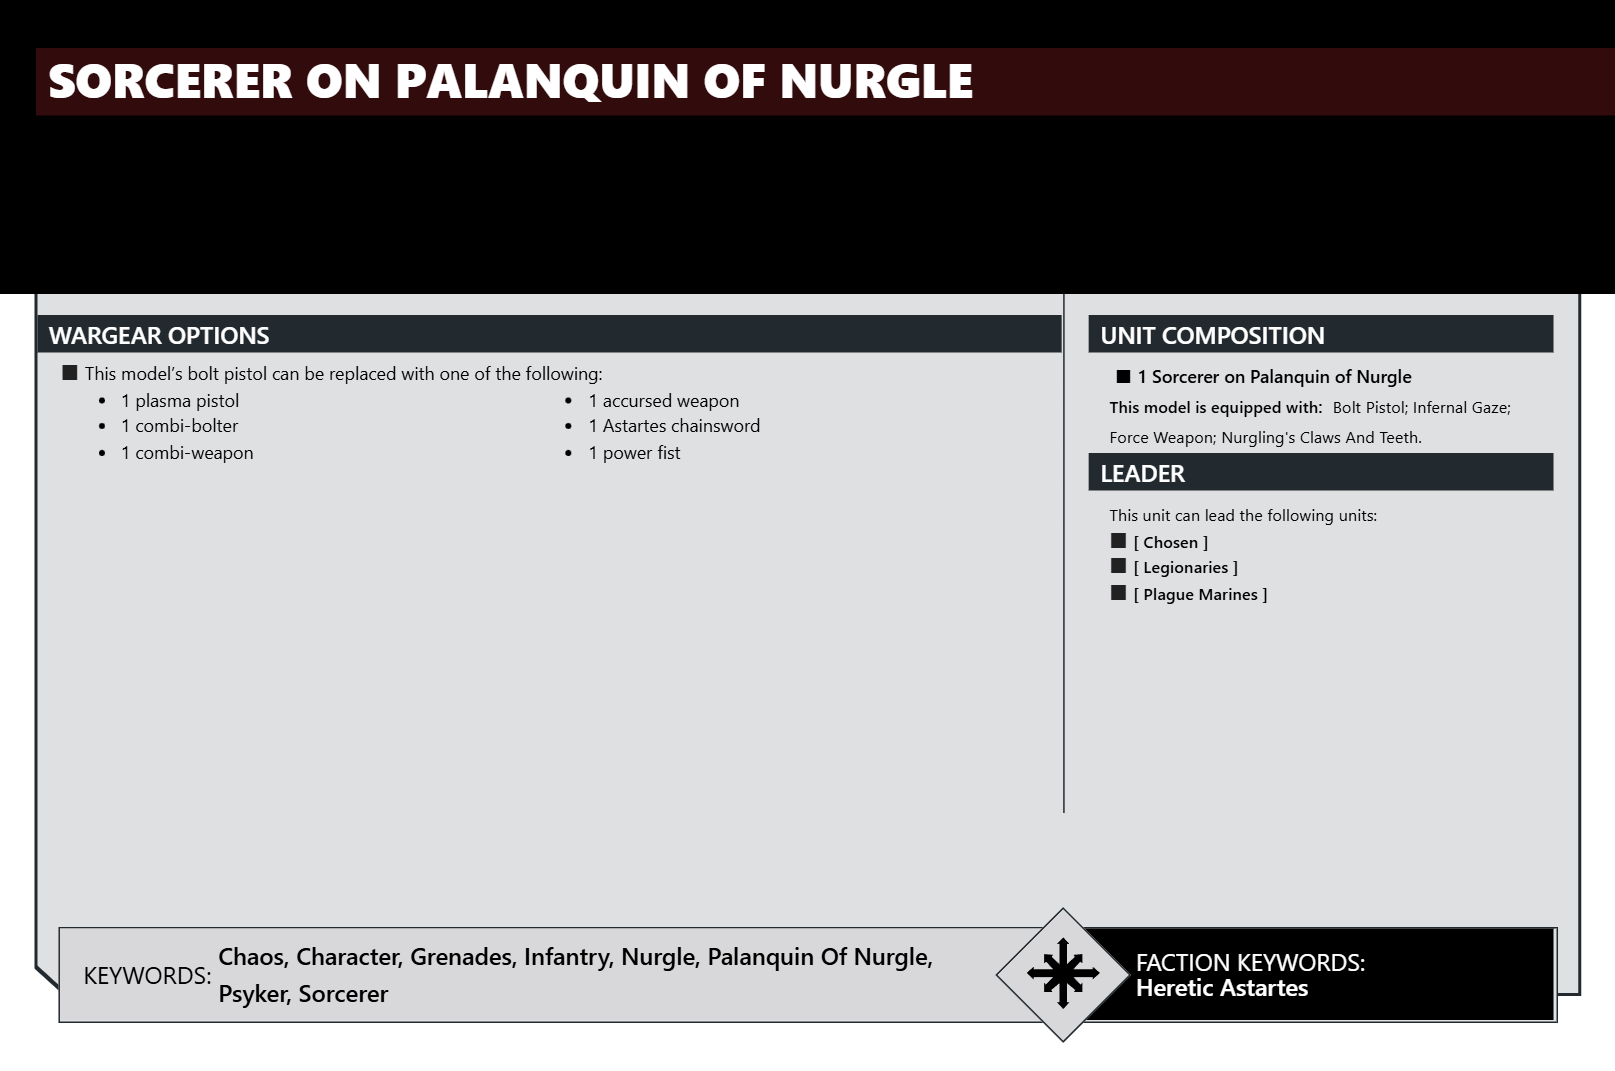 SORCERER ON PALANQUIN OF NURGLE
WARGEAR OPTIONS
■ This model’s bolt pistol can be replaced with one of the following:
• 1 plasma pistol
• 1 combi-bolter
• 1 combi-weapon
• 1 accursed weapon
• 1 Astartes chainsword
• 1 power fist
UNIT COMPOSITION
■ 1 Sorcerer on Palanquin of Nurgle
This model is equipped with: Bolt Pistol; Infernal Gaze;
Force Weapon; Nurgling's Claws And Teeth.
LEADER
This unit can lead the following units:
■ [ Chosen ]
■ [ Legionaries ]
■ [ Plague Marines ]
KEYWORDS: Chaos, Character, Grenades, Infantry, Nurgle, Palanquin Of Nurgle,
Psyker, Sorcerer
FACTION KEYWORDS:
Heretic Astartes